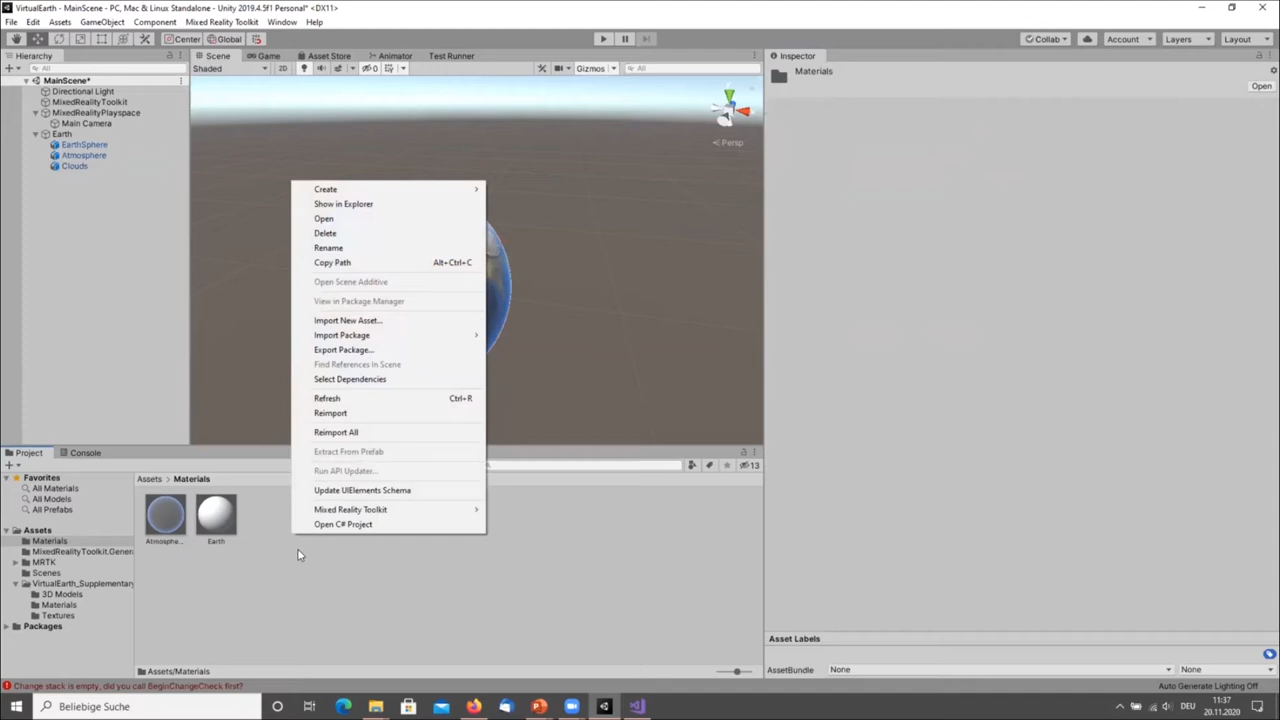 VirtualEarth - MainScene - PC, Mac & Linux Standalone - Unity 2019.4.5f1 Personal* <DX11>
File Edit Assets GameObject Component Mixed Reality Toolkit Window Help
Center Global Collab Account Layers Layout
Hierarchy Scene Game Asset Store Animator Test Runner Inspector
All Shaded 2D 0 Gizmos All
Materials
Open
MainScene*
Directional Light
MixedRealityToolkit
MixedRealityPlayspace
Main Camera
Earth
EarthSphere
Atmosphere
Clouds
Persp
Create
Show in Explorer
Open
Delete
Rename
Copy Path Alt+Ctrl+C
Open Scene Additive
View in Package Manager
Import New Asset...
Import Package
Export Package...
Find References In Scene
Select Dependencies
Refresh Ctrl+R
Reimport
Reimport All
Extract From Prefab
Run API Updater...
Update UIElements Schema
Mixed Reality Toolkit
Open C# Project
Project Console
13
Favorites
All Materials
All Models
All Prefabs
Assets
Materials
MixedRealityToolkit.Gener
MRTK
Scenes
VirtualEarth_Supplementary
3D Models
Materials
Textures
Packages
Assets > Materials
Atmosphe... Earth
Assets/Materials
Asset Labels
AssetBundle None None
Change stack is empty, did you call BeginChangeCheck first?
Auto Generate Lighting Off
Beliebige Suche
DEU
11:37
20.11.2020